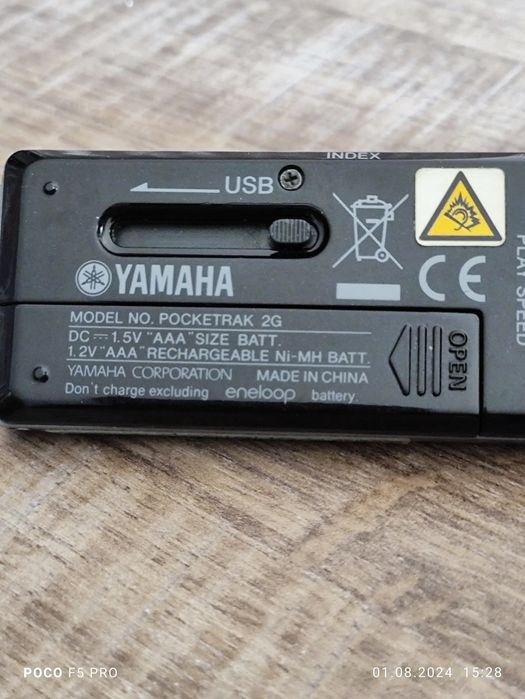 INDEX
USB
YAMAHA
CE
PLAY SPEED
MODEL NO. POCKETRAK 2G
DC⎓1.5V "AAA" SIZE BATT.
1.2V "AAA" RECHARGEABLE Ni-MH BATT.
YAMAHA CORPORATION MADE IN CHINA
Don't charge excluding eneloop battery.
OPEN
POCO F5 PRO
01.08.2024 15:28